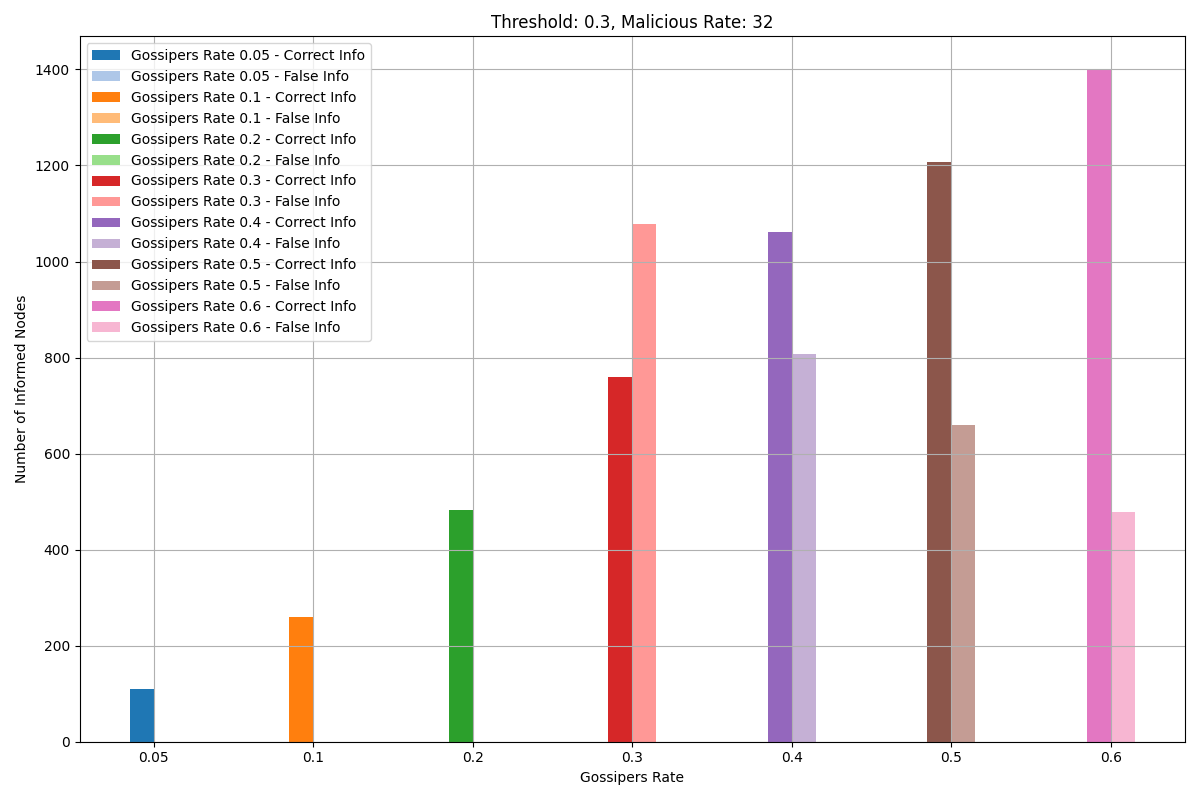 Threshold: 0.3, Malicious Rate: 32
Gossipers Rate 0.05 - Correct Info
Gossipers Rate 0.05 - False Info
Gossipers Rate 0.1 - Correct Info
Gossipers Rate 0.1 - False Info
Gossipers Rate 0.2 - Correct Info
Gossipers Rate 0.2 - False Info
Gossipers Rate 0.3 - Correct Info
Gossipers Rate 0.3 - False Info
Gossipers Rate 0.4 - Correct Info
Gossipers Rate 0.4 - False Info
Gossipers Rate 0.5 - Correct Info
Gossipers Rate 0.5 - False Info
Gossipers Rate 0.6 - Correct Info
Gossipers Rate 0.6 - False Info
Number of Informed Nodes
1400
1200
1000
800
600
400
200
0
0.05 0.1 0.2 0.3 0.4 0.5 0.6
Gossipers Rate